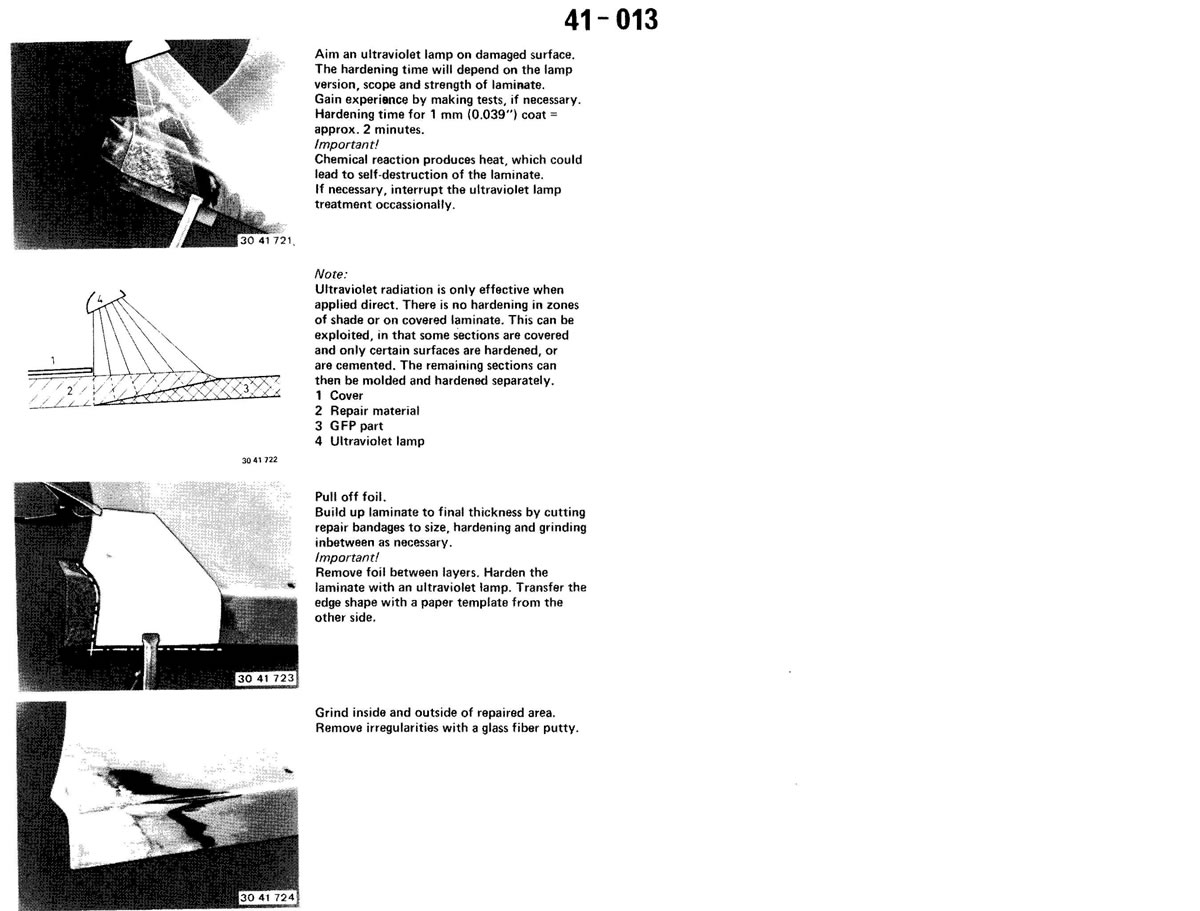 41-013
Aim an ultraviolet lamp on damaged surface.
The hardening time will depend on the lamp
version, scope and strength of laminate.
Gain experience by making tests, if necessary.
Hardening time for 1 mm (0.039") coat =
approx. 2 minutes.
Important!
Chemical reaction produces heat, which could
lead to self-destruction of the laminate.
If necessary, interrupt the ultraviolet lamp
treatment occassionally.
30 41 721
Note:
Ultraviolet radiation is only effective when
applied direct. There is no hardening in zones
of shade or on covered laminate. This can be
exploited, in that some sections are covered
and only certain surfaces are hardened, or
are cemented. The remaining sections can
then be molded and hardened separately.
1 Cover
2 Repair material
3 GFP part
4 Ultraviolet lamp
4
1
2
3
30 41 722
Pull off foil.
Build up laminate to final thickness by cutting
repair bandages to size, hardening and grinding
inbetween as necessary.
Important!
Remove foil between layers. Harden the
laminate with an ultraviolet lamp. Transfer the
edge shape with a paper template from the
other side.
30 41 723
Grind inside and outside of repaired area.
Remove irregularities with a glass fiber putty.
30 41 724